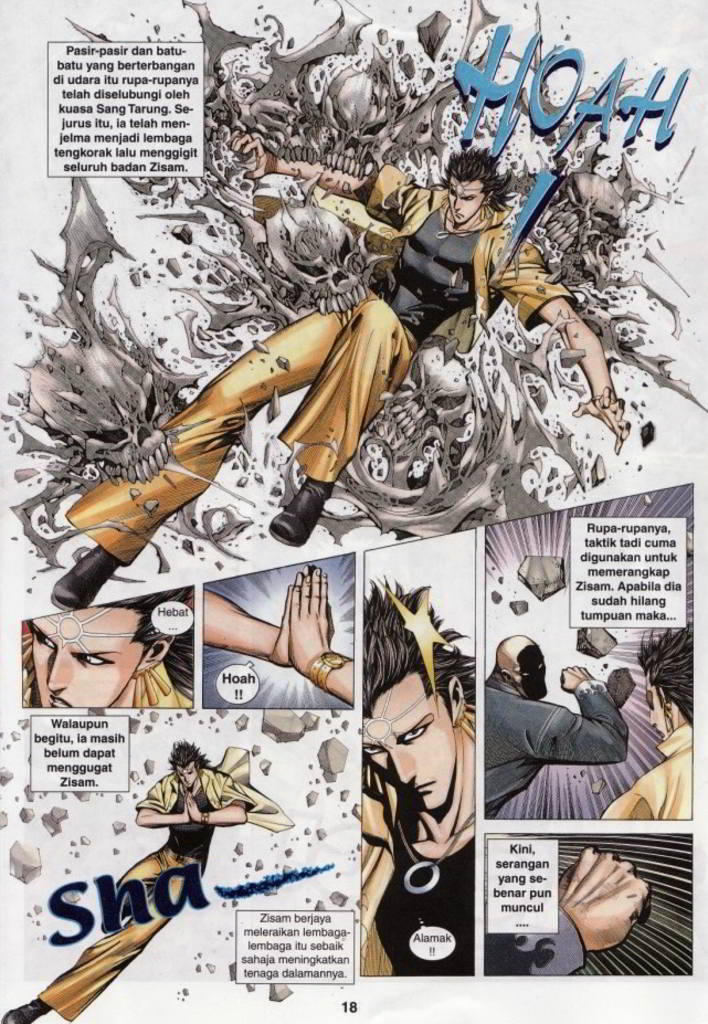 Pasir-pasir dan batu-
batu yang berterbangan
di udara itu rupa-rupanya
telah diselubungi oleh
kuasa Sang Tarung. Se-
jurus itu, ia telah men-
jelma menjadi lembaga
tengkorak lalu menggigit
seluruh badan Zisam.
HOAH
Hebat
...
Hoah
!!
Rupa-rupanya,
taktik tadi cuma
digunakan untuk
memerangkap
Zisam. Apabila dia
sudah hilang
tumpuan maka...
Walaupun
begitu, ia masih
belum dapat
menggugat
Zisam.
Sha
Zisam berjaya
meleraikan lembaga-
lembaga itu sebaik
sahaja meningkatkan
tenaga dalamannya.
Alamak
!!
Kini,
serangan
yang se-
benar pun
muncul
....
18